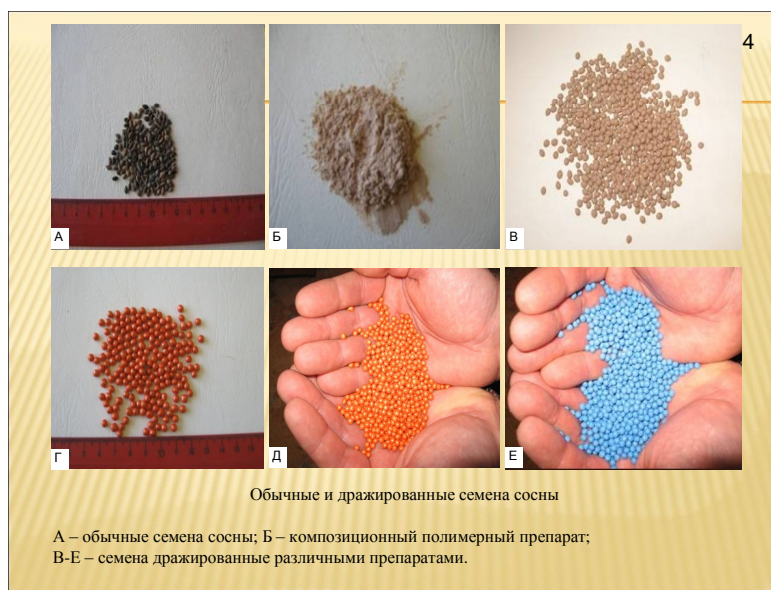 4
А
Б
В
Г
Д
Е
Обычные и дражированные семена сосны
А – обычные семена сосны; Б – композиционный полимерный препарат;
В-Е – семена дражированные различными препаратами.